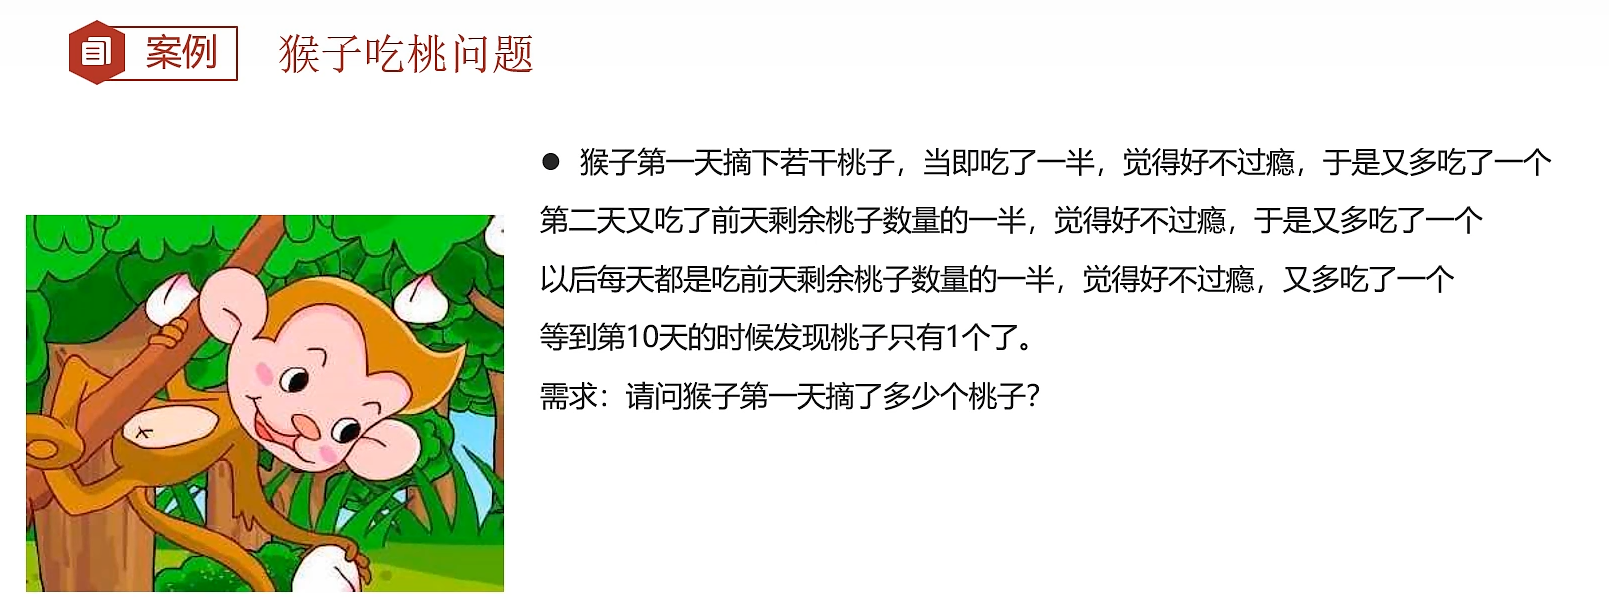 案例
猴子吃桃问题
● 猴子第一天摘下若干桃子，当即吃了一半，觉得好不过瘾，于是又多吃了一个
第二天又吃了前天剩余桃子数量的一半，觉得好不过瘾，于是又多吃了一个
以后每天都是吃前天剩余桃子数量的一半，觉得好不过瘾，又多吃了一个
等到第10天的时候发现桃子只有1个了。
需求：请问猴子第一天摘了多少个桃子？